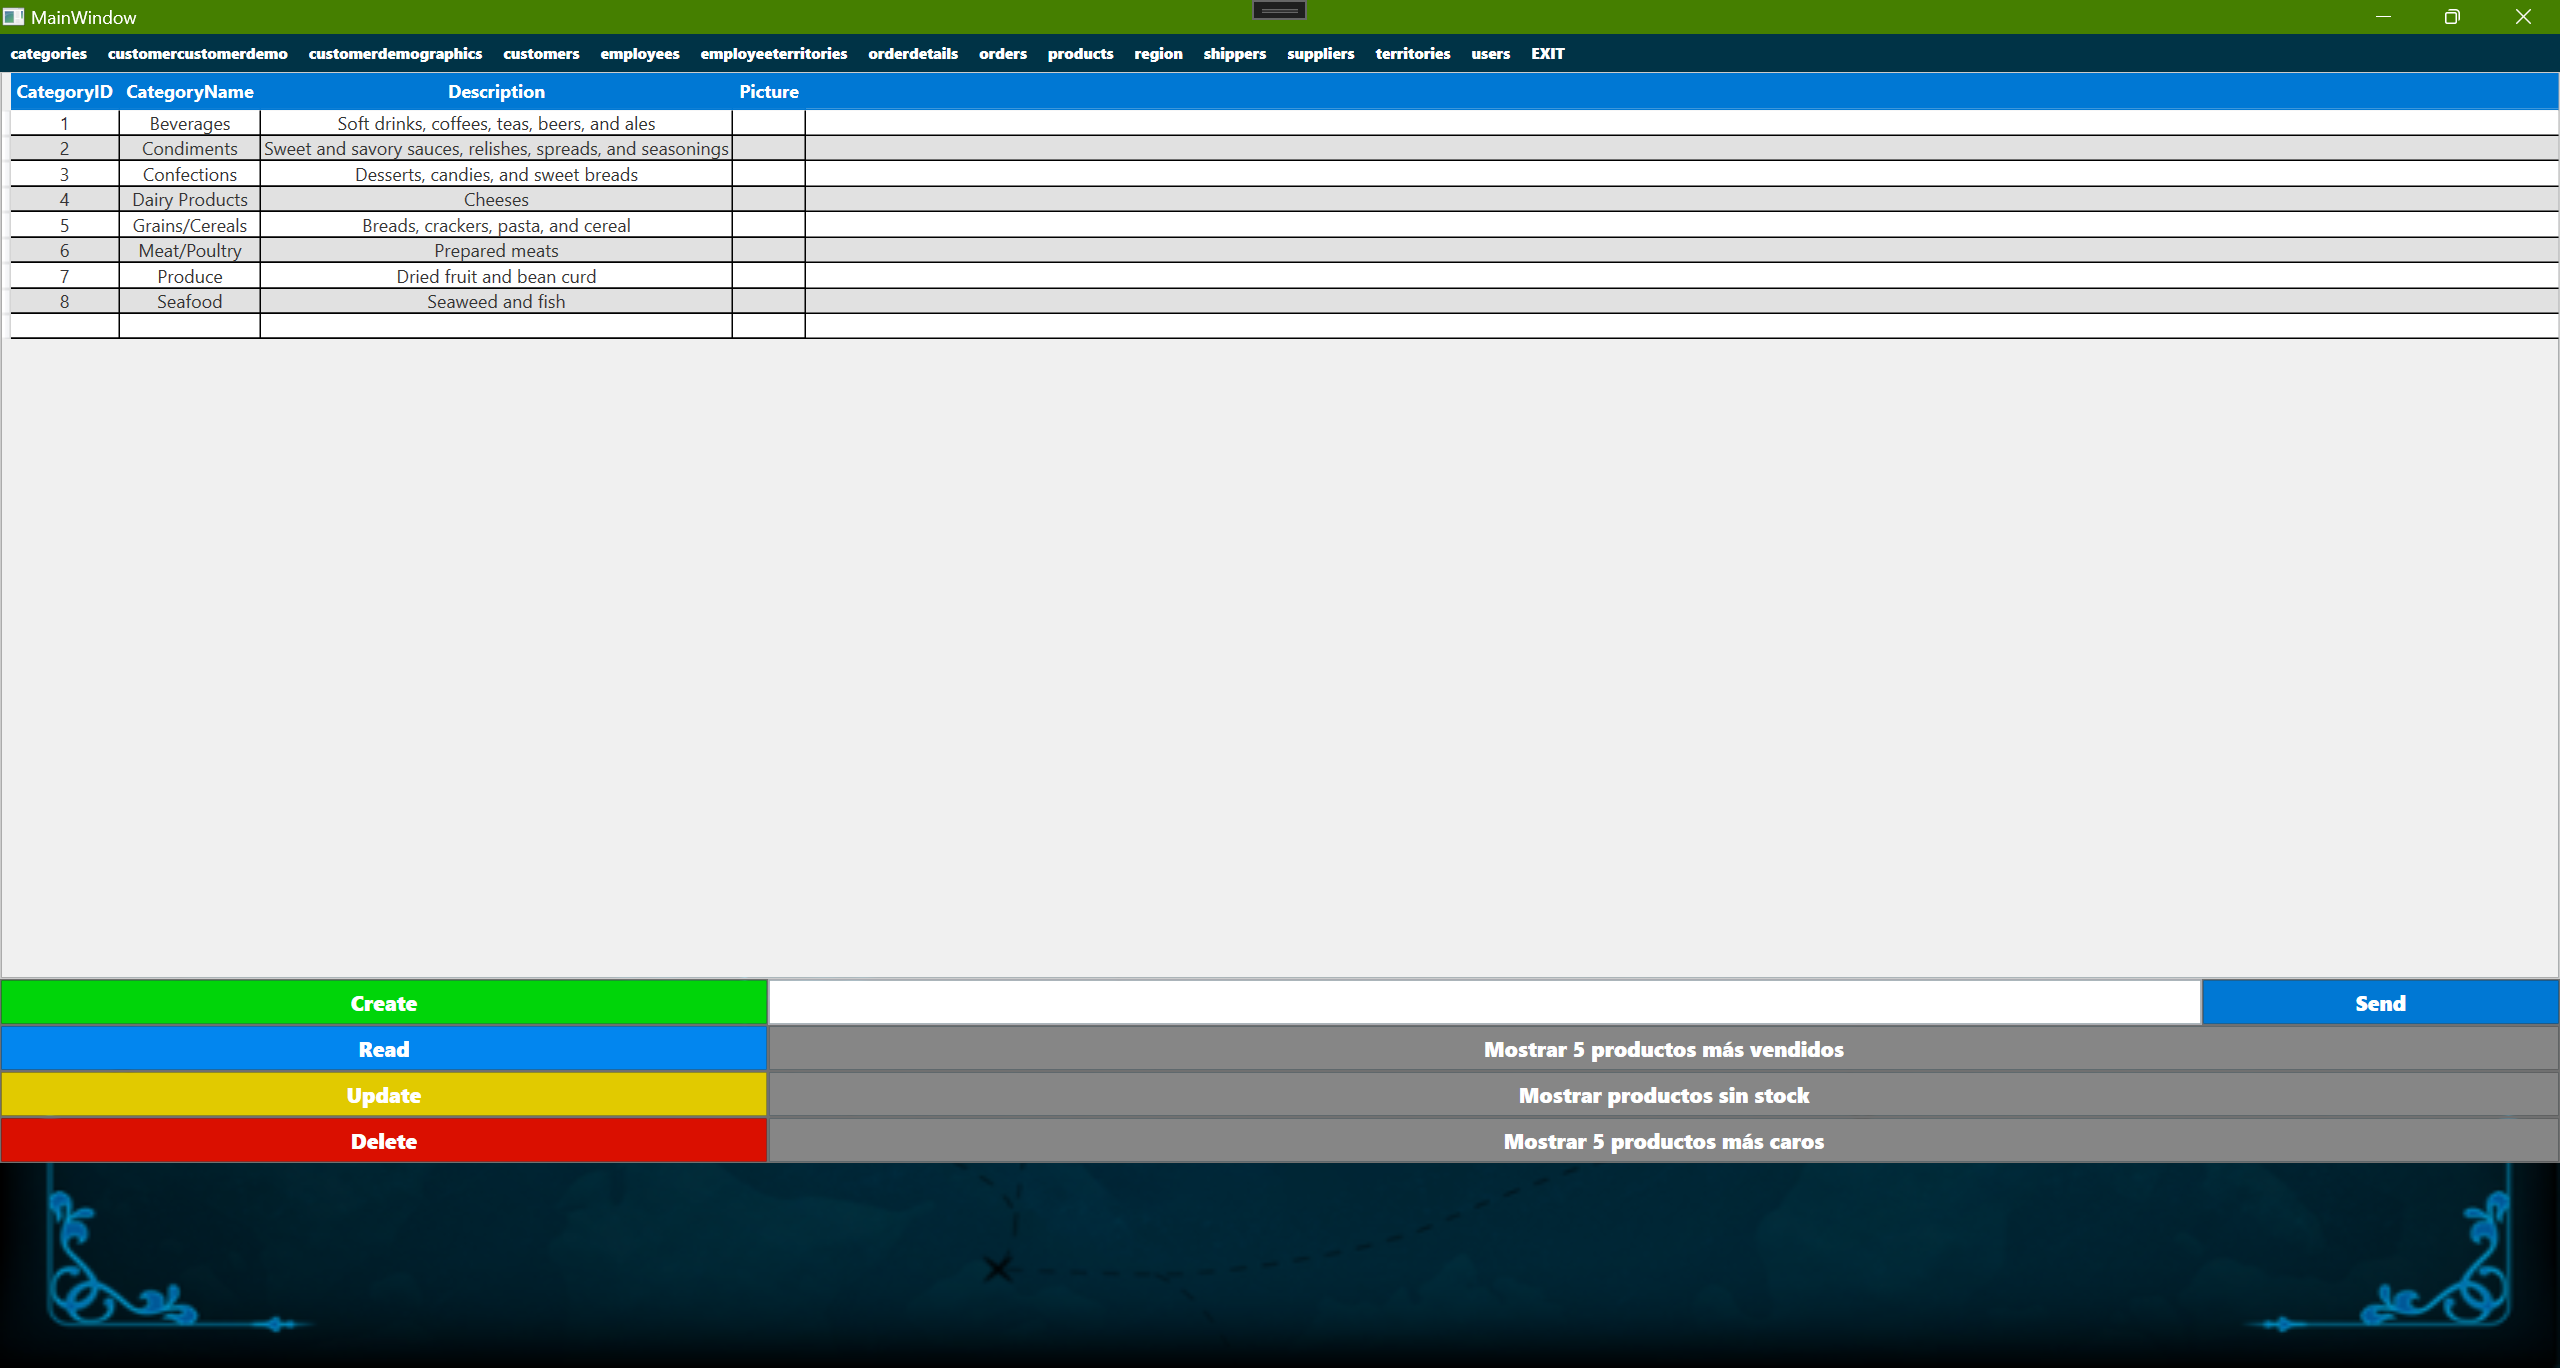 MainWindow
categories customercustomerdemo customerdemographics customers employees employeeterritories orderdetails orders products region shippers suppliers territories users EXIT
CategoryID CategoryName Description Picture
1 Beverages Soft drinks, coffees, teas, beers, and ales
2 Condiments Sweet and savory sauces, relishes, spreads, and seasonings
3 Confections Desserts, candies, and sweet breads
4 Dairy Products Cheeses
5 Grains/Cereals Breads, crackers, pasta, and cereal
6 Meat/Poultry Prepared meats
7 Produce Dried fruit and bean curd
8 Seafood Seaweed and fish
Create Send
Read Mostrar 5 productos más vendidos
Update Mostrar productos sin stock
Delete Mostrar 5 productos más caros